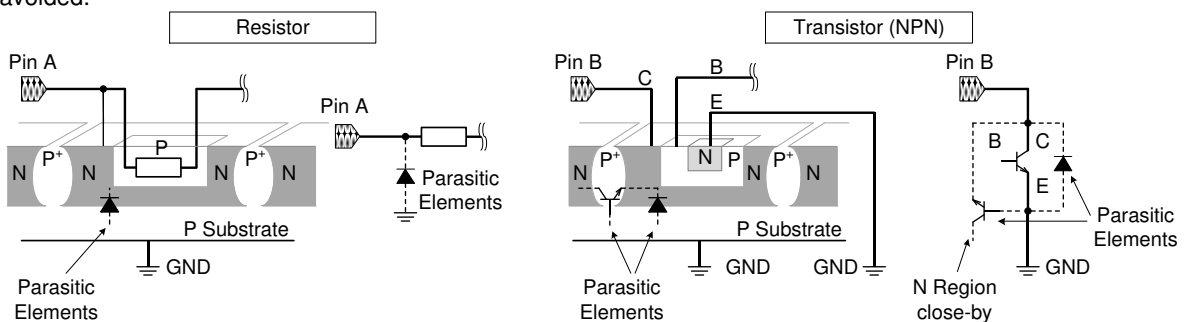 avoided.
Resistor
Transistor (NPN)
Pin A
Pin A
N
P+
N
P
P+
N
Parasitic
Elements
P Substrate
GND
Parasitic
Elements
Pin B
C
B
E
Pin B
N
P+
N
N
P
P+
N
P Substrate
GND
GND
Parasitic
Elements
B
C
E
Parasitic
Elements
GND
N Region
close-by